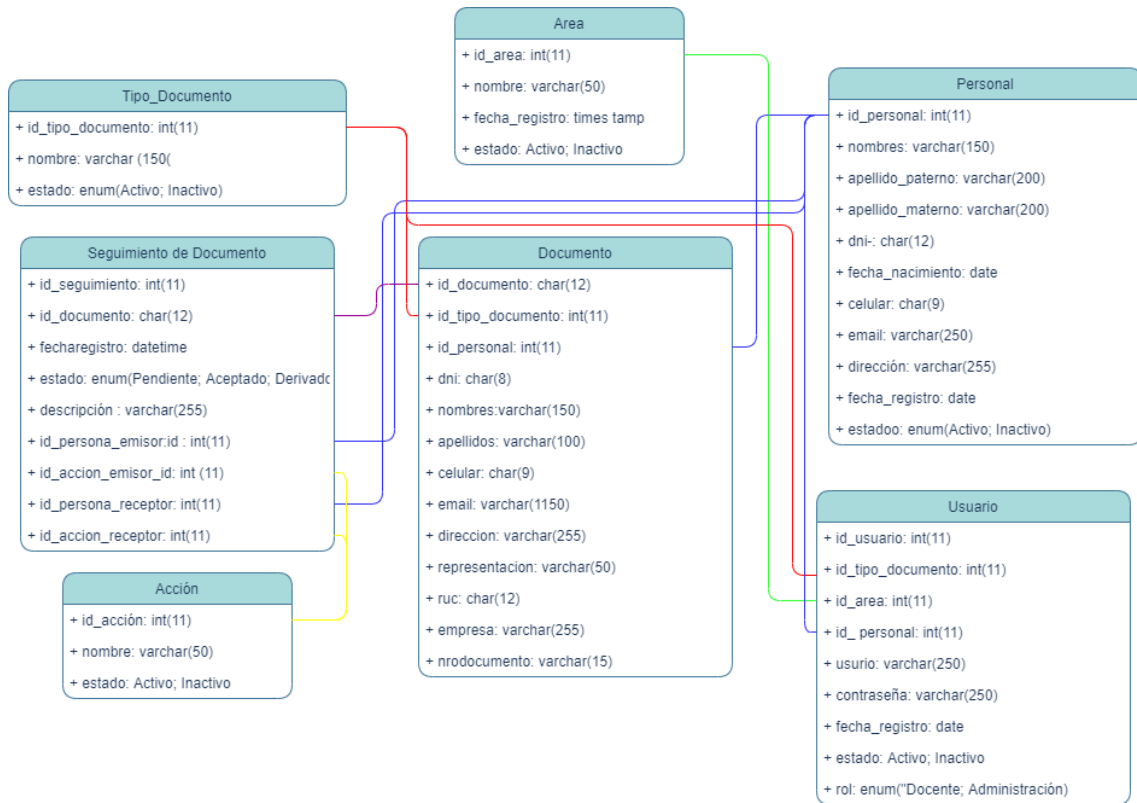 Area
+ id_area: int(11)
+ nombre: varchar(50)
+ fecha_registro: times tamp
+ estado: Activo; Inactivo
Tipo_Documento
+ id_tipo_documento: int(11)
+ nombre: varchar (150(
+ estado: enum(Activo; Inactivo)
Personal
+ id_personal: int(11)
+ nombres: varchar(150)
+ apellido_paterno: varchar(200)
+ apellido_materno: varchar(200)
+ dni-: char(12)
+ fecha_nacimiento: date
+ celular: char(9)
+ email: varchar(250)
+ dirección: varchar(255)
+ fecha_registro: date
+ estadoo: enum(Activo; Inactivo)
Seguimiento de Documento
+ id_seguimiento: int(11)
+ id_documento: char(12)
+ fecharegistro: datetime
+ estado: enum(Pendiente; Aceptado; Derivado
+ descripción : varchar(255)
+ id_persona_emisor:id : int(11)
+ id_accion_emisor_id: int (11)
+ id_persona_receptor: int(11)
+ id_accion_receptor: int(11)
Documento
+ id_documento: char(12)
+ id_tipo_documento: int(11)
+ id_personal: int(11)
+ dni: char(8)
+ nombres:varchar(150)
+ apellidos: varchar(100)
+ celular: char(9)
+ email: varchar(1150)
+ direccion: varchar(255)
+ representacion: varchar(50)
+ ruc: char(12)
+ empresa: varchar(255)
+ nrodocumento: varchar(15)
Acción
+ id_acción: int(11)
+ nombre: varchar(50)
+ estado: Activo; Inactivo
Usuario
+ id_usuario: int(11)
+ id_tipo_documento: int(11)
+ id_area: int(11)
+ id_ personal: int(11)
+ usurio: varchar(250)
+ contraseña: varchar(250)
+ fecha_registro: date
+ estado: Activo; Inactivo
+ rol: enum("Docente; Administración)